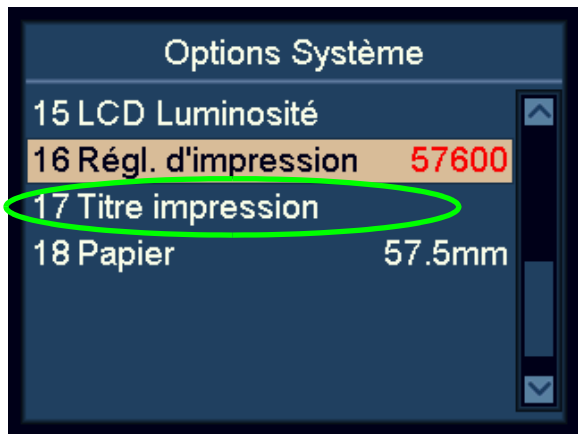 Options Système
15 LCD Luminosité
16 Régl. d'impression 57600
17 Titre impression
18 Papier 57.5mm